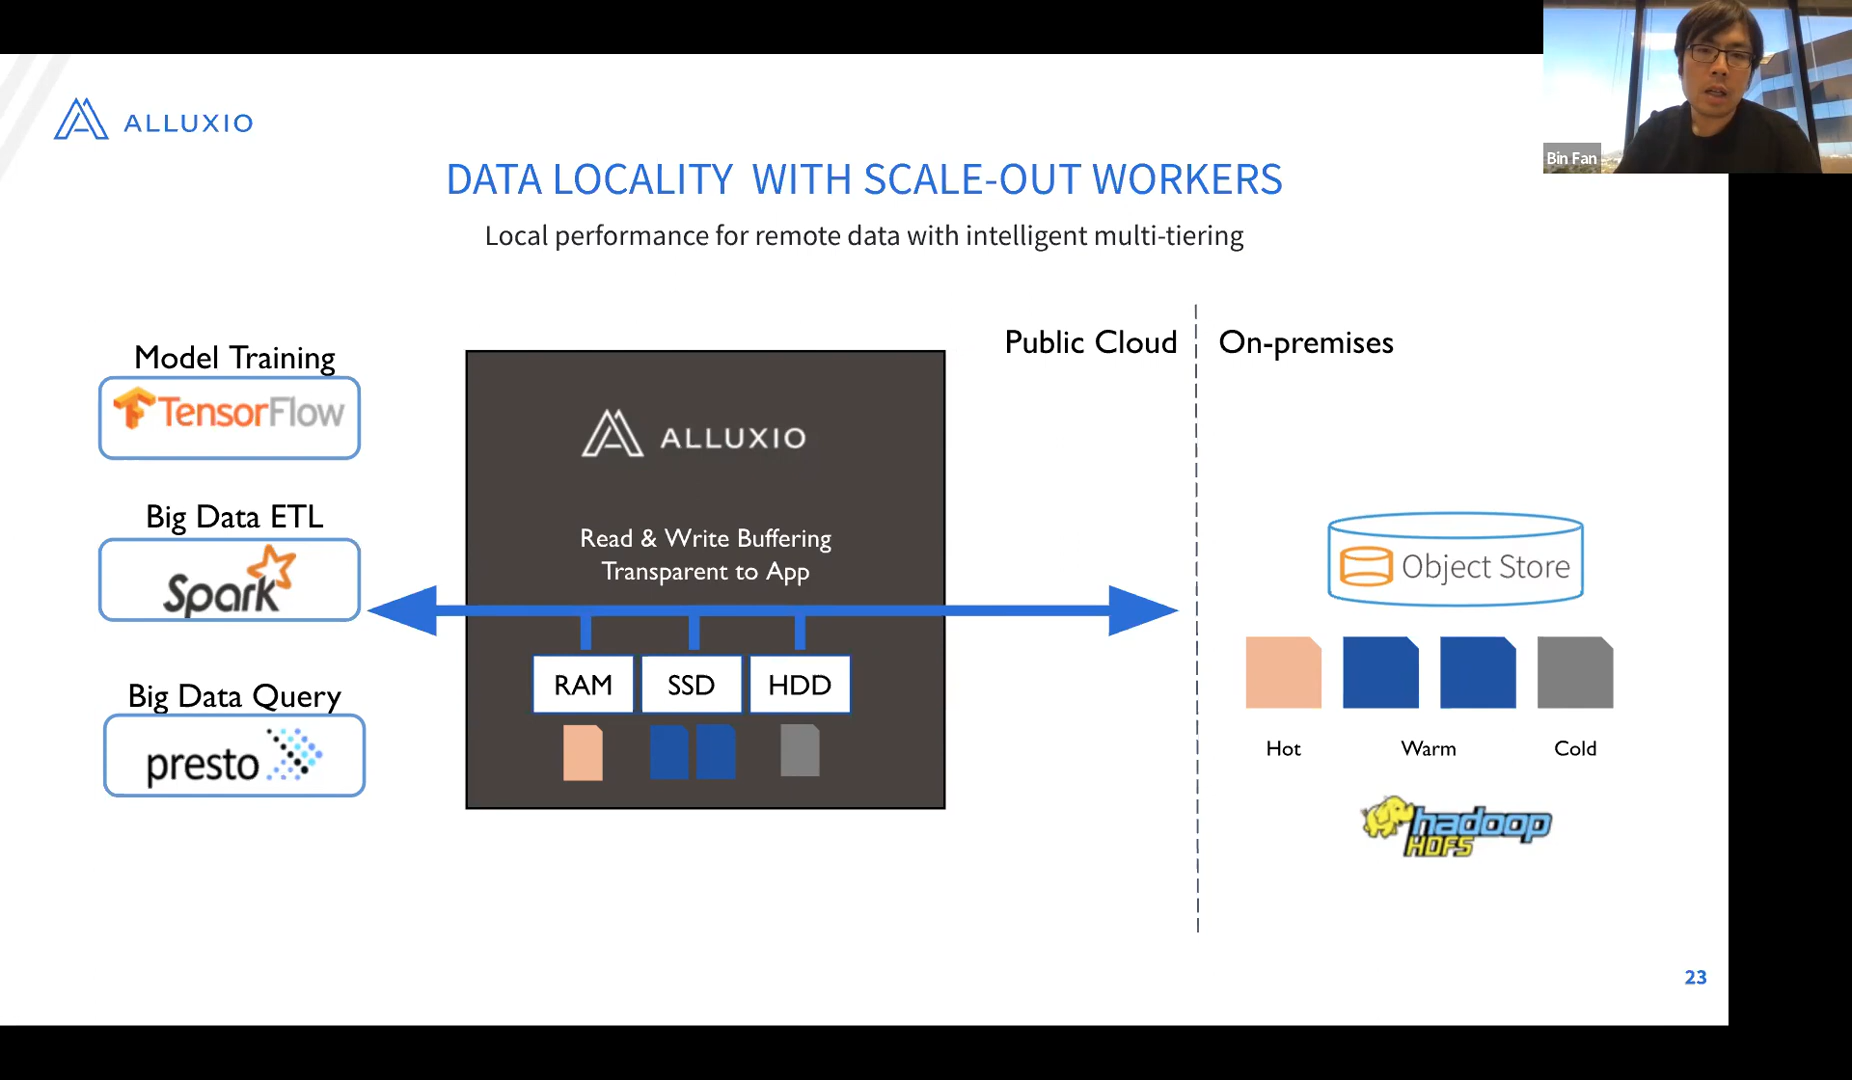 Bin Fan
ALLUXIO
DATA LOCALITY WITH SCALE-OUT WORKERS
Local performance for remote data with intelligent multi-tiering
Model Training
TensorFlow
Big Data ETL
Spark
Big Data Query
presto
ALLUXIO
Read & Write Buffering
Transparent to App
RAM SSD HDD
Public Cloud
On-premises
Object Store
Hot Warm Cold
hadoop
HDFS
23